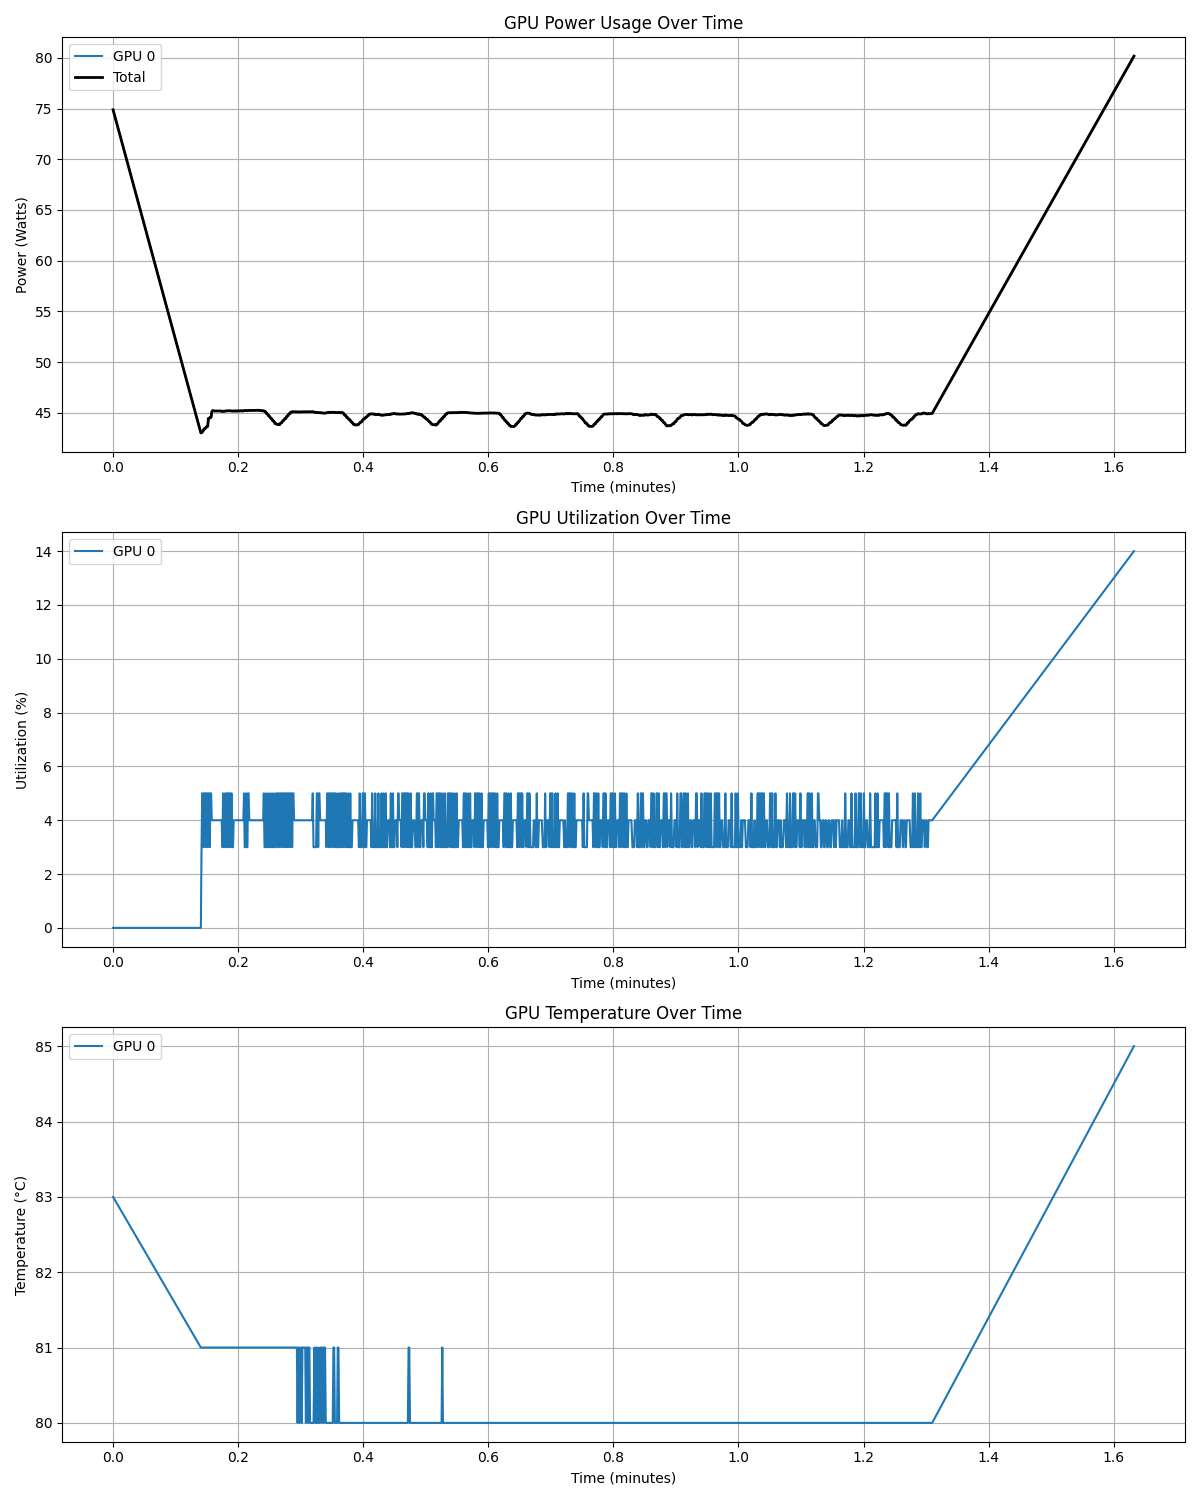 GPU Power Usage Over Time
GPU 0
Total
80
75
70
65
60
55
50
45
Power (Watts)
0.0 0.2 0.4 0.6 0.8 1.0 1.2 1.4 1.6
Time (minutes)
GPU Utilization Over Time
GPU 0
14
12
10
8
6
4
2
0
Utilization (%)
0.0 0.2 0.4 0.6 0.8 1.0 1.2 1.4 1.6
Time (minutes)
GPU Temperature Over Time
GPU 0
85
84
83
82
81
80
Temperature (°C)
0.0 0.2 0.4 0.6 0.8 1.0 1.2 1.4 1.6
Time (minutes)